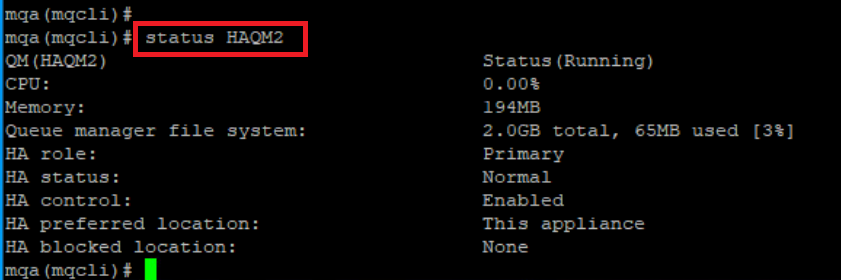 mqa(mqcli)#
mqa(mqcli)# status HAQM2
QM(HAQM2) Status(Running)
CPU: 0.00%
Memory: 194MB
Queue manager file system: 2.0GB total, 65MB used [3%]
HA role: Primary
HA status: Normal
HA control: Enabled
HA preferred location: This appliance
HA blocked location: None
mqa(mqcli)#